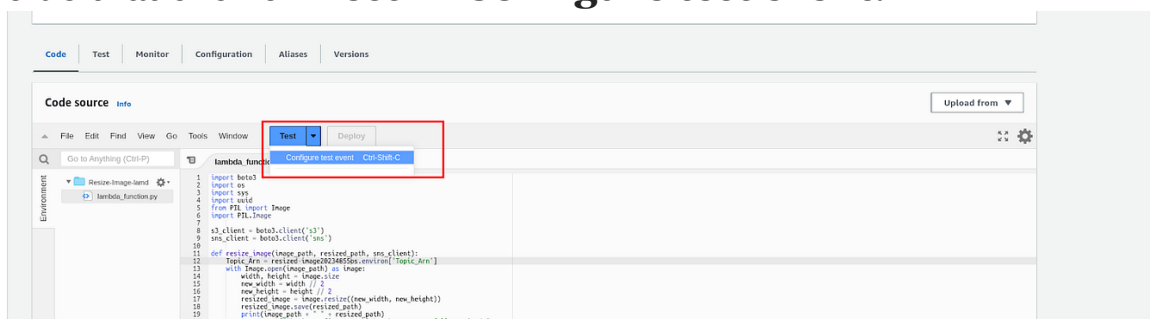 Code Test Monitor Configuration Aliases Versions
Code source Info
Upload from
File Edit Find View Go Tools Window Test Deploy
Go to Anything (Ctrl-P)
lambda_functi
Configure test event Ctrl-Shift-C
Environment
Resize-Image-lamd
lambda_function.py
1 import boto3
2 import os
3 import sys
4 import uuid
5 from PIL import Image
6 import PIL.Image
7
8 s3_client = boto3.client('s3')
9 sns_client = boto3.client('sns')
10
11 def resize_image(image_path, resized_path, sns_client):
12 Topic_Arn = resized-image20234655os.environ['Topic_Arn']
13 with Image.open(image_path) as image:
14 width, height = image.size
15 new_width = width // 2
16 new_height = height // 2
17 resized_image = image.resize((new_width, new_height))
18 resized_image.save(resized_path)
19 print(image_path + " " + resized_path)